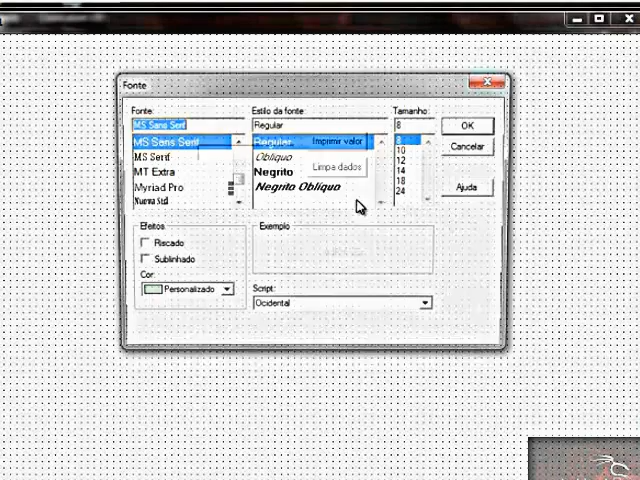 Fonte
Fonte:
Estilo da fonte:
Tamanho:
MS Sans Serif
Regular
8
OK
MS Sans Serif
Regular
Imprimir valor
8
Cancelar
MS Serif
Oblíquo
10
MT Extra
Negrito
Limpa dados
12
Myriad Pro
Negrito Oblíquo
14
Ajuda
18
24
Efeitos
Exemplo
Riscado
Sublinhado
Cor:
Personalizado
Script:
Ocidental